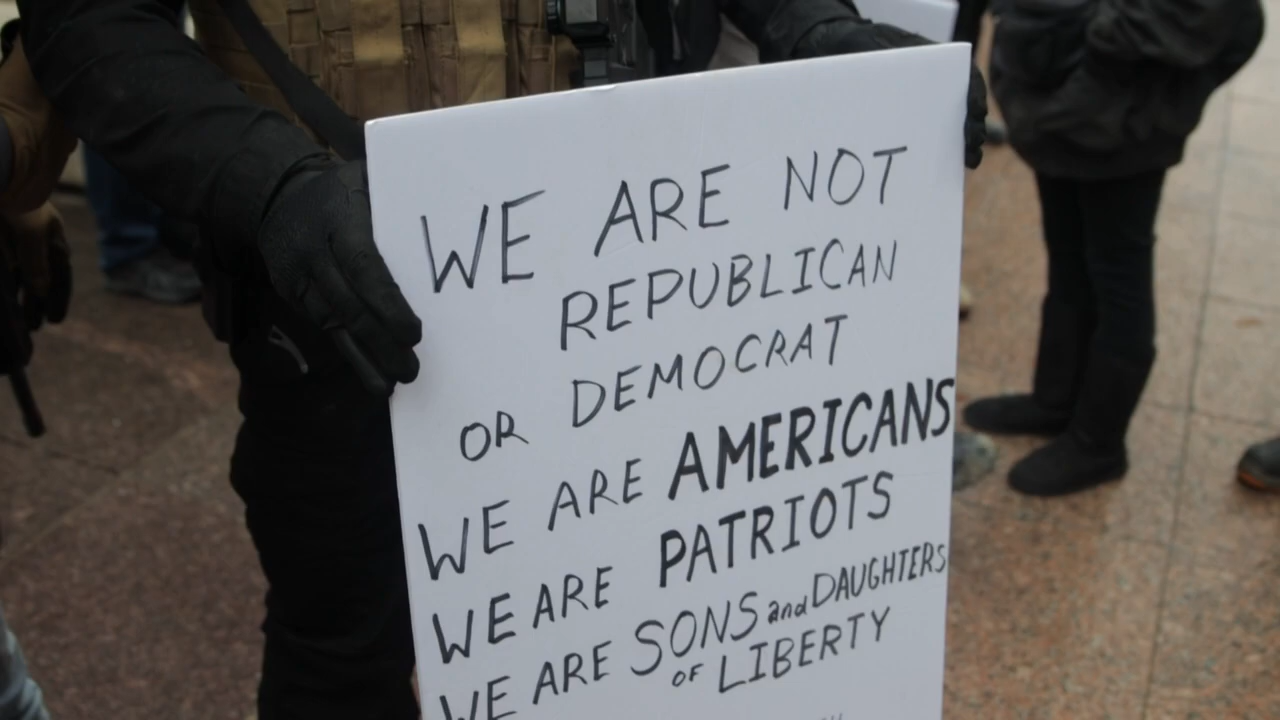 WE ARE NOT
REPUBLICAN
OR DEMOCRAT
WE ARE AMERICANS
WE ARE PATRIOTS
WE ARE SONS and DAUGHTERS
OF LIBERTY